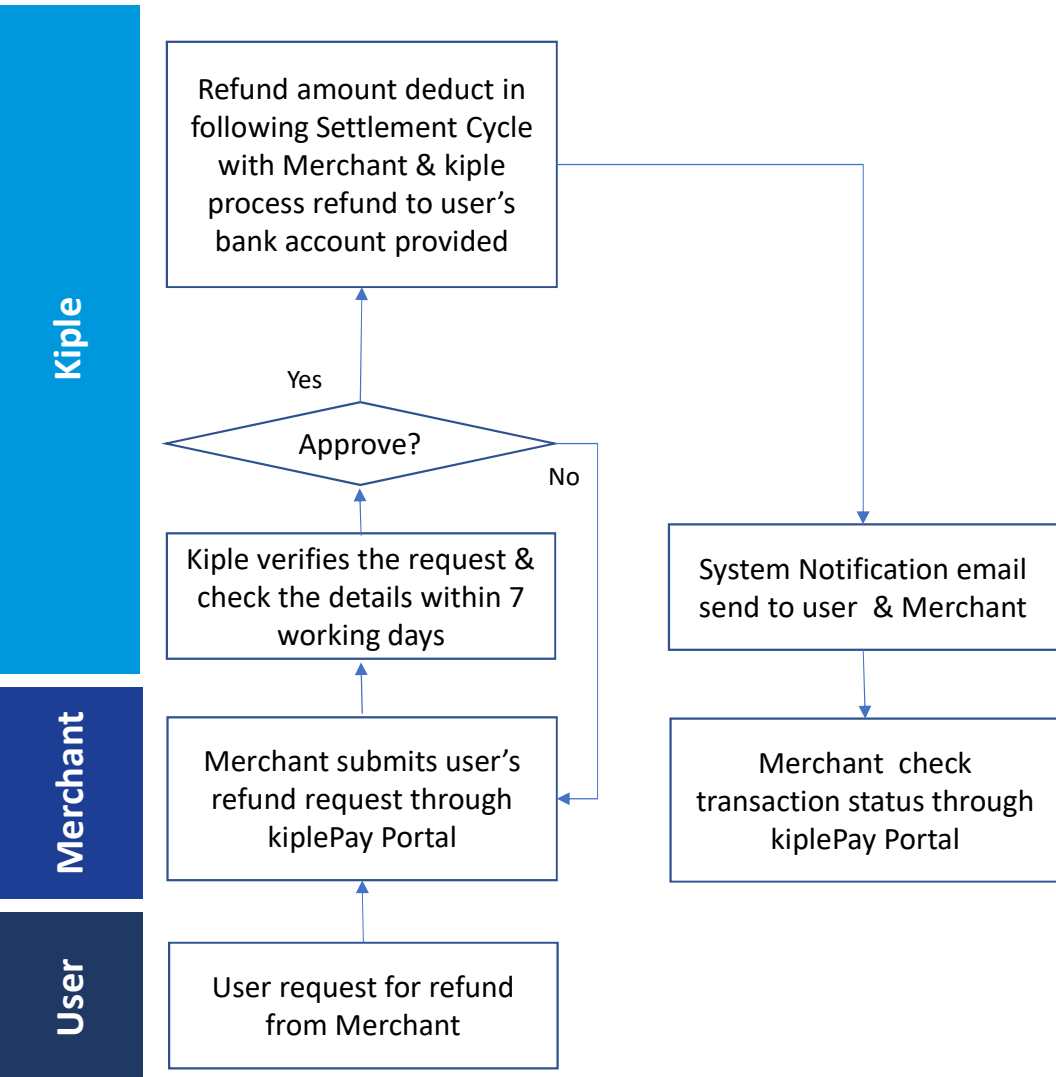 Kiple
Refund amount deduct in
following Settlement Cycle
with Merchant & kiple
process refund to user’s
bank account provided
Yes
Approve?
No
Kiple verifies the request &
check the details within 7
working days
System Notification email
send to user & Merchant
Merchant
Merchant submits user’s
refund request through
kiplePay Portal
Merchant check
transaction status through
kiplePay Portal
User
User request for refund
from Merchant